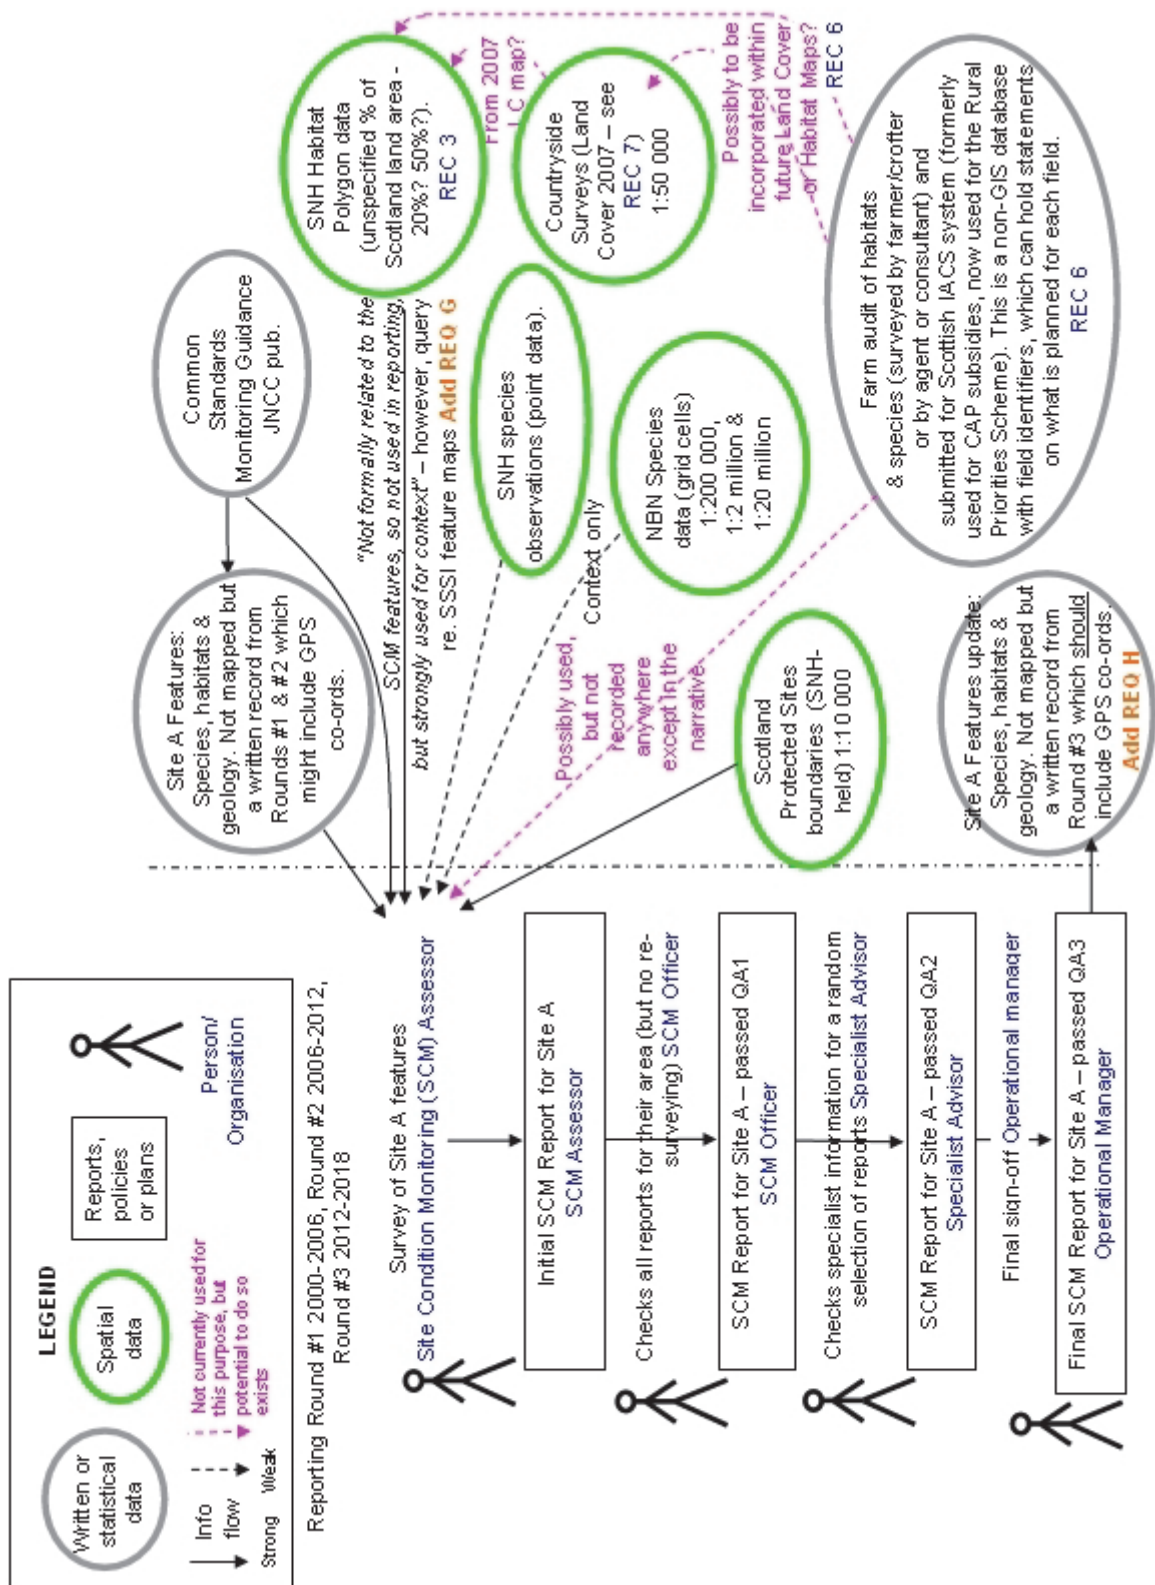 LEGEND
Written or
statistical
data
Spatial
data
Reports,
policies
or plans
Person/
Organisation
Info
flow
Strong Weak
Not currently used for
this purpose, but
potential to do so
exists
Reporting Round #1 2000-2006, Round #2 2006-2012,
Round #3 2012-2018
Survey of Site A features
Site Condition Monitoring (SCM) Assessor
Initial SCM Report for Site A
SCM Assessor
Checks all reports for their area (but no re-
surveying) SCM Officer
SCM Report for Site A – passed QA1
SCM Officer
Checks specialist information for a random
selection of reports Specialist Advisor
SCM Report for Site A – passed QA2
Specialist Advisor
Final sign-off Operational manager
Final SCM Report for Site A – passed QA3
Operational Manager
Site A Features:
Species, habitats &
geology. Not mapped but
a written record from
Rounds #1 & #2 which
might include GPS
co-ords.
Common
Standards
Monitoring Guidance
JNCC pub.
"Not formally related to the
SCM features, so not used in reporting,
but strongly used for context" – however, query
re. SSSI feature maps Add REQ G
SNH Habitat
Polygon data
(unspecified % of
Scotland land area -
20%? 50%?).
REC 3
From 2007
LC map?
SNH species
observations (point data).
Countryside
Surveys (Land
Cover 2007 – see
REC 7)
1:50 000
Context only
NBN Species
data (grid cells)
1:200 000,
1:2 million &
1:20 million
Possibly to be
incorporated within
future Land Cover
or Habitat Maps?
REC 6
Possibly used,
but not
recorded
anywhere
except in the
narrative
Scotland
Protected Sites
boundaries (SNH-
held) 1:10 000
Farm audit of habitats
& species (surveyed by farmer/crofter
or by agent or consultant) and
submitted for Scottish IACS system (formerly
used for CAP subsidies, now used for the Rural
Priorities Scheme). This is a non-GIS database
with field identifiers, which can hold statements
on what is planned for each field.
REC 6
Site A Features update:
Species, habitats &
geology. Not mapped but
a written record from
Round #3 which should
include GPS co-ords.
Add REQ H